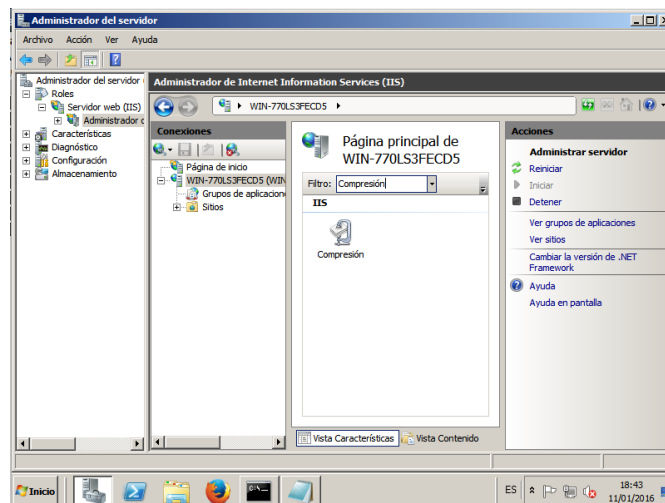 Administrador del servidor
Archivo Acción Ver Ayuda
Administrador del servidor
Roles
Servidor web (IIS)
Administrador d
Características
Diagnóstico
Configuración
Almacenamiento
Administrador de Internet Information Services (IIS)
WIN-770LS3FECD5
Conexiones
Página de inicio
WIN-770LS3FECD5 (WIN
Grupos de aplicacion
Sitios
Página principal de
WIN-770LS3FECD5
Filtro: Compresión
IIS
Compresión
Vista Características Vista Contenido
Acciones
Administrar servidor
Reiniciar
Iniciar
Detener
Ver grupos de aplicaciones
Ver sitios
Cambiar la versión de .NET
Framework
Ayuda
Ayuda en pantalla
Inicio
ES
18:43